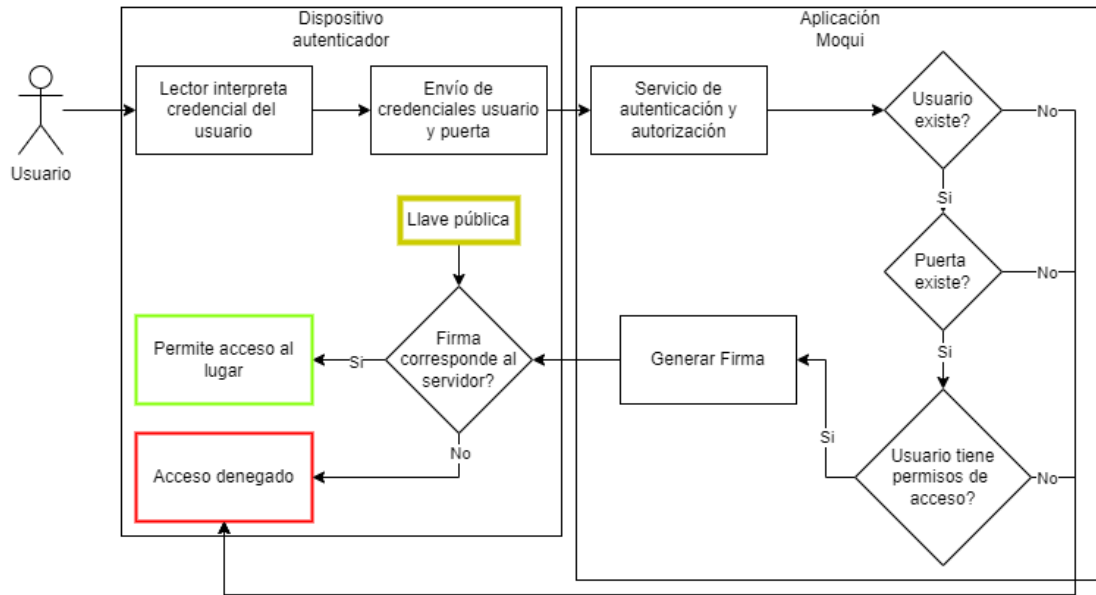 Dispositivo
autenticador
Aplicación
Moqui
Usuario
Lector interpreta
credencial del
usuario
Envío de
credenciales usuario
y puerta
Servicio de
autenticación y
autorización
Usuario
existe?
No
Si
Llave pública
Puerta
existe?
No
Si
Permite acceso al
lugar
Si
Firma
corresponde al
servidor?
Generar Firma
No
Si
Acceso denegado
Usuario tiene
permisos de
acceso?
No